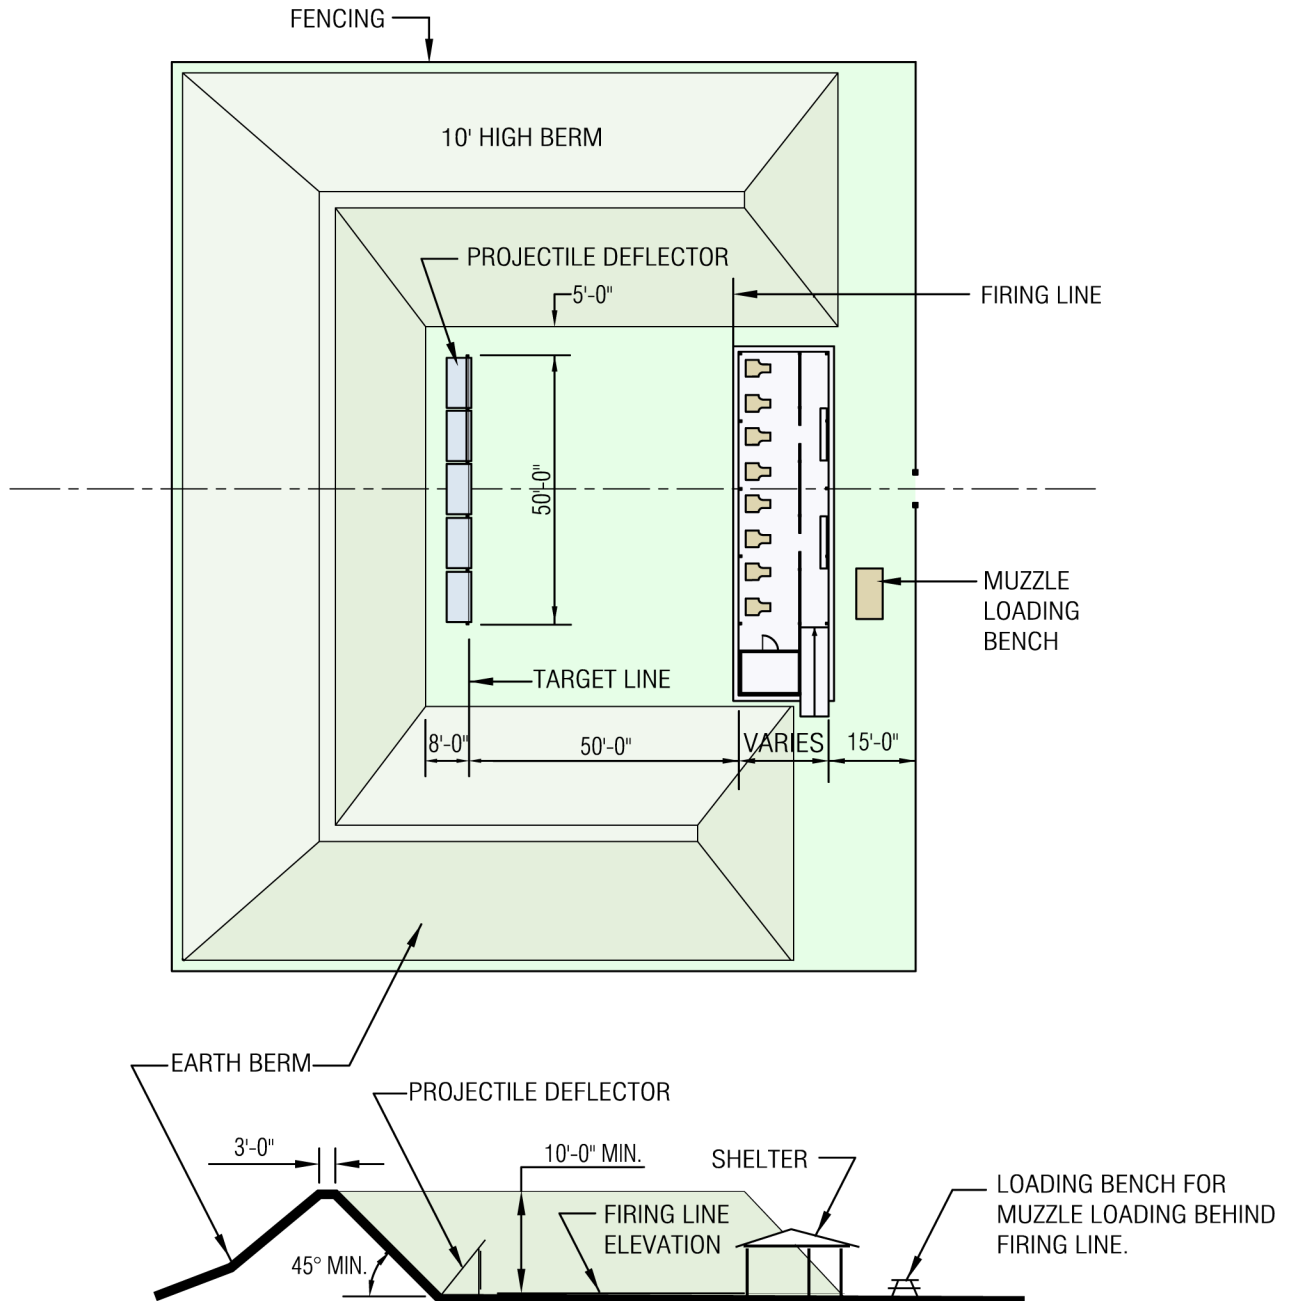 FENCING
10' HIGH BERM
PROJECTILE DEFLECTOR
5'-0"
FIRING LINE
50'-0"
MUZZLE
LOADING
BENCH
TARGET LINE
8'-0"
50'-0"
VARIES
15'-0"
EARTH BERM
PROJECTILE DEFLECTOR
3'-0"
10'-0" MIN.
SHELTER
LOADING BENCH FOR
MUZZLE LOADING BEHIND
FIRING LINE.
FIRING LINE
ELEVATION
45° MIN.